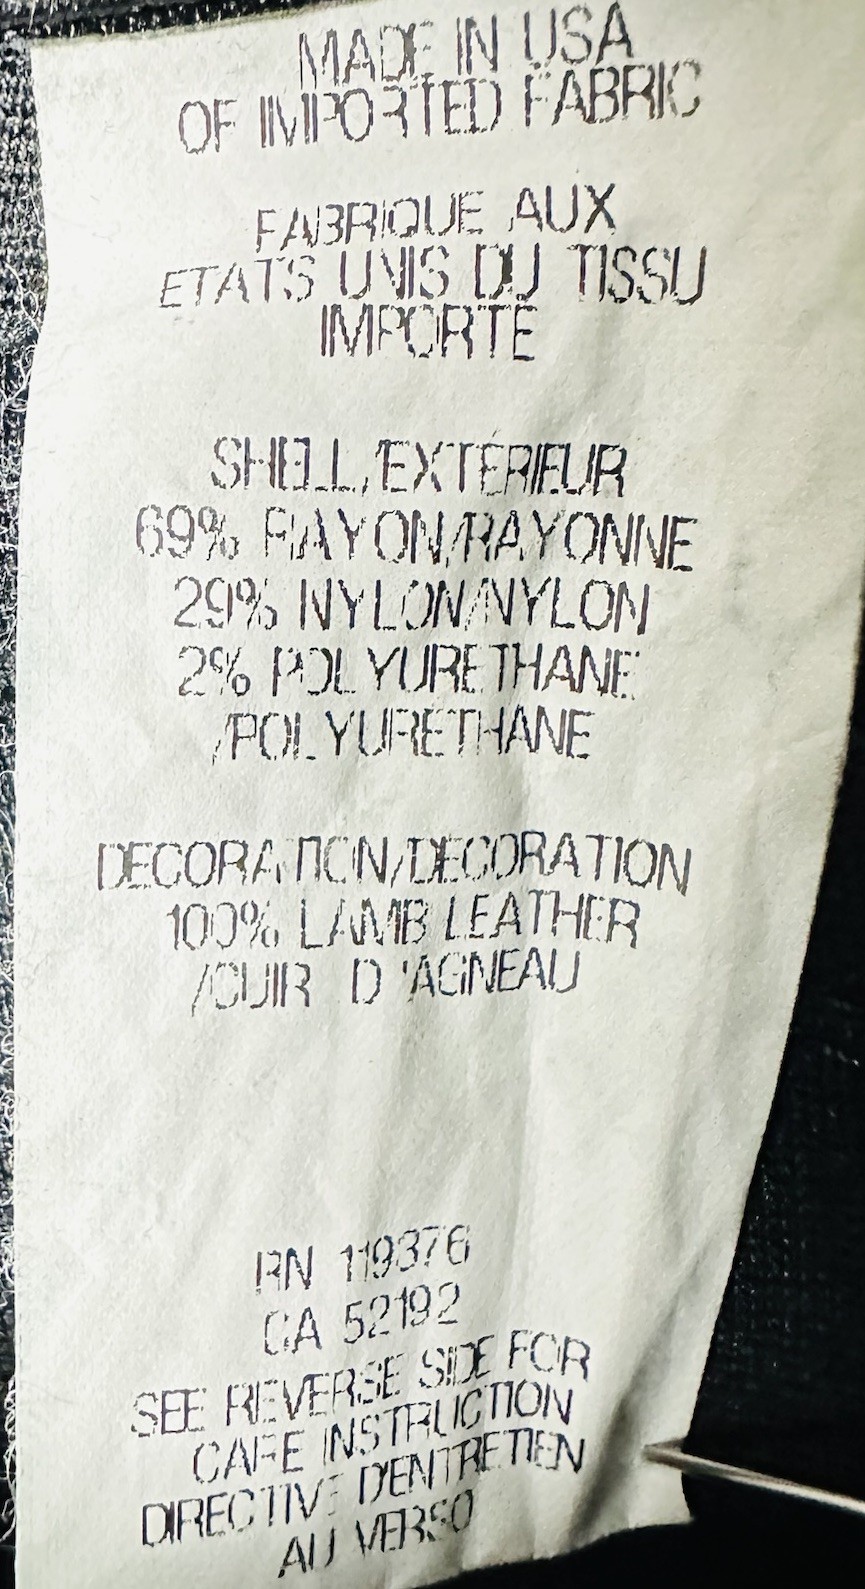 MADE IN USA
OF IMPORTED FABRIC
FABRIQUE AUX
ETATS UNIS DU TISSU
IMPORTE
SHELL/EXTÉRIEUR
69% RAYON/RAYONNE
29% NYLON/NYLON
2% POLYURETHANE
/POLYURETHANE
DECORATION/DECORATION
100% LAMB LEATHER
/CUIR D 'AGNEAU
RN 119376
CA 52192
SEE REVERSE SIDE FOR
CARE INSTRUCTION
DIRECTIVE D'ENTRETIEN
AU VERSO